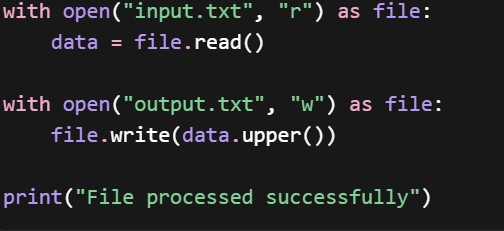 with open("input.txt", "r") as file:
    data = file.read()

with open("output.txt", "w") as file:
    file.write(data.upper())

print("File processed successfully")